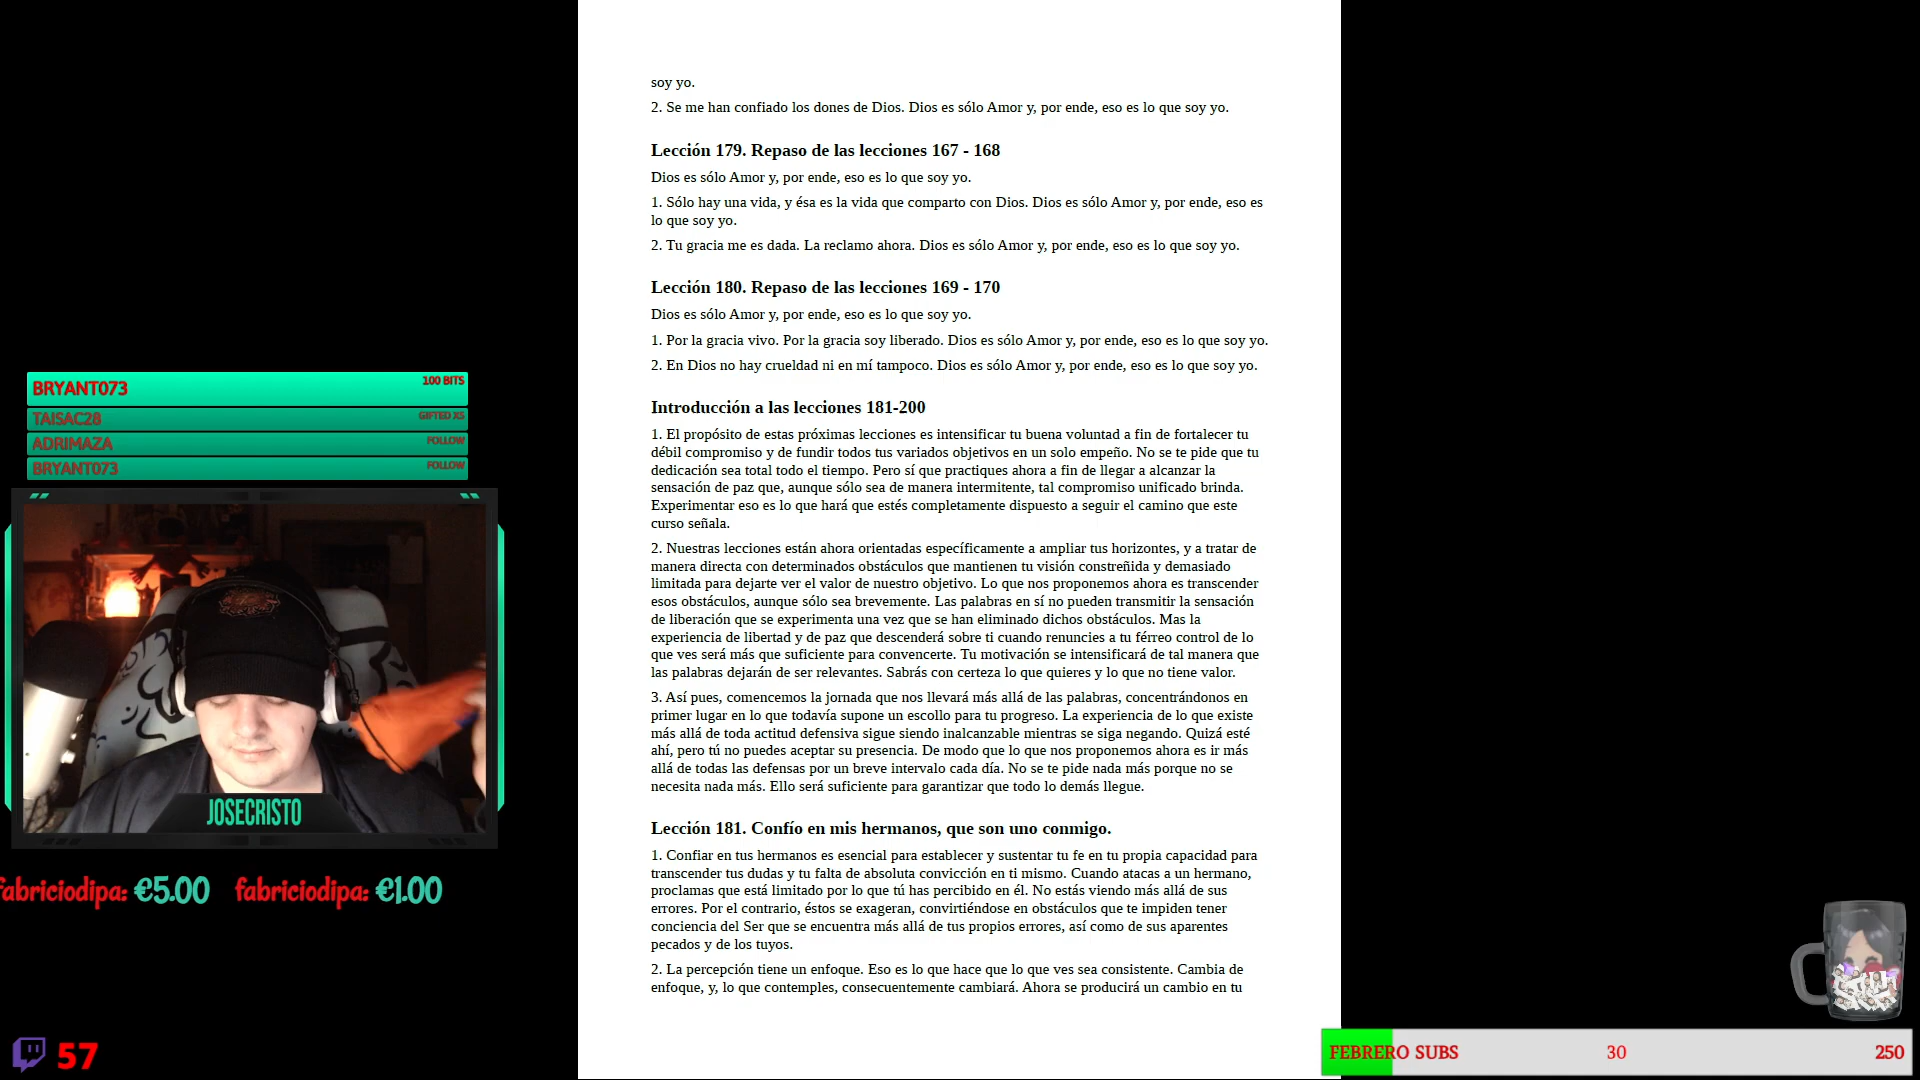 soy yo.
2. Se me han confiado los dones de Dios. Dios es sólo Amor y, por ende, eso es lo que soy yo.
Lección 179. Repaso de las lecciones 167 - 168
Dios es sólo Amor y, por ende, eso es lo que soy yo.
1. Sólo hay una vida, y ésa es la vida que comparto con Dios. Dios es sólo Amor y, por ende, eso es
lo que soy yo.
2. Tu gracia me es dada. La reclamo ahora. Dios es sólo Amor y, por ende, eso es lo que soy yo.
Lección 180. Repaso de las lecciones 169 - 170
Dios es sólo Amor y, por ende, eso es lo que soy yo.
1. Por la gracia vivo. Por la gracia soy liberado. Dios es sólo Amor y, por ende, eso es lo que soy yo.
2. En Dios no hay crueldad ni en mí tampoco. Dios es sólo Amor y, por ende, eso es lo que soy yo.
Introducción a las lecciones 181-200
1. El propósito de estas próximas lecciones es intensificar tu buena voluntad a fin de fortalecer tu
débil compromiso y de fundir todos tus variados objetivos en un solo empeño. No se te pide que tu
dedicación sea total todo el tiempo. Pero sí que practiques ahora a fin de llegar a alcanzar la
sensación de paz que, aunque sólo sea de manera intermitente, tal compromiso unificado brinda.
Experimentar eso es lo que hará que estés completamente dispuesto a seguir el camino que este
curso señala.
2. Nuestras lecciones están ahora orientadas específicamente a ampliar tus horizontes, y a tratar de
manera directa con determinados obstáculos que mantienen tu visión constreñida y demasiado
limitada para dejarte ver el valor de nuestro objetivo. Lo que nos proponemos ahora es transcender
esos obstáculos, aunque sólo sea brevemente. Las palabras en sí no pueden transmitir la sensación
de liberación que se experimenta una vez que se han eliminado dichos obstáculos. Mas la
experiencia de libertad y de paz que descenderá sobre ti cuando renuncies a tu férreo control de lo
que ves será más que suficiente para convencerte. Tu motivación se intensificará de tal manera que
las palabras dejarán de ser relevantes. Sabrás con certeza lo que quieres y lo que no tiene valor.
3. Así pues, comencemos la jornada que nos llevará más allá de las palabras, concentrándonos en
primer lugar en lo que todavía supone un escollo para tu progreso. La experiencia de lo que existe
más allá de toda actitud defensiva sigue siendo inalcanzable mientras se siga negando. Quizá esté
ahí, pero tú no puedes aceptar su presencia. De modo que lo que nos proponemos ahora es ir más
allá de todas las defensas por un breve intervalo cada día. No se te pide nada más porque no se
necesita nada más. Ello será suficiente para garantizar que todo lo demás llegue.
Lección 181. Confío en mis hermanos, que son uno conmigo.
1. Confiar en tus hermanos es esencial para establecer y sustentar tu fe en tu propia capacidad para
transcender tus dudas y tu falta de absoluta convicción en ti mismo. Cuando atacas a un hermano,
proclamas que está limitado por lo que tú has percibido en él. No estás viendo más allá de sus
errores. Por el contrario, éstos se exageran, convirtiéndose en obstáculos que te impiden tener
conciencia del Ser que se encuentra más allá de tus propios errores, así como de sus aparentes
pecados y de los tuyos.
2. La percepción tiene un enfoque. Eso es lo que hace que lo que ves sea consistente. Cambia de
enfoque, y, lo que contemples, consecuentemente cambiará. Ahora se producirá un cambio en tu
BRYANT073 100 BITS
TAISAC28 GIFTED X5
ADRIMAZA FOLLOW
BRYANT073 FOLLOW
JOSECRISTO
fabriciodipa: €5.00 fabriciodipa: €1.00
57
FEBRERO SUBS 30 250